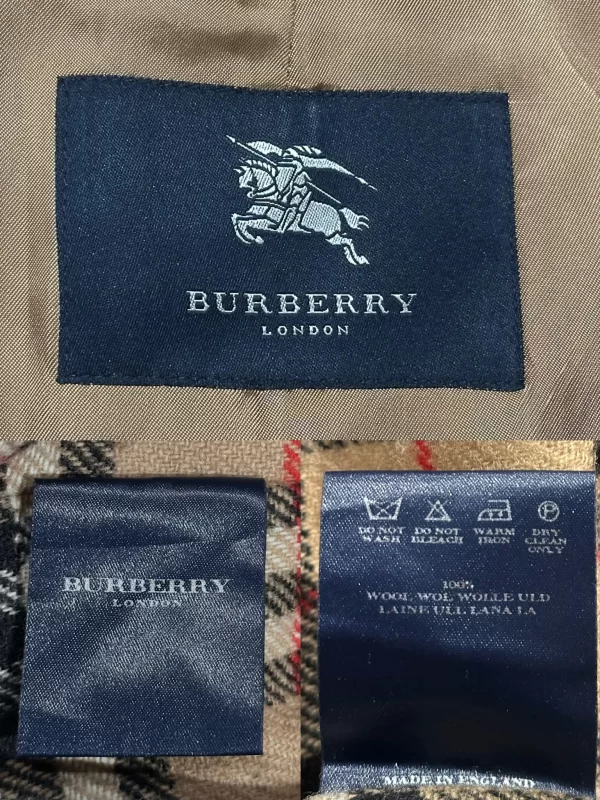 BURBERRY
LONDON
BURBERRY
LONDON
DO NOT WASH
DO NOT BLEACH
WARM IRON
P
DRY CLEAN ONLY
100%
WOOL WOL WOLLE ULD
LAINE ULL LANA LA
MADE IN ENGLAND